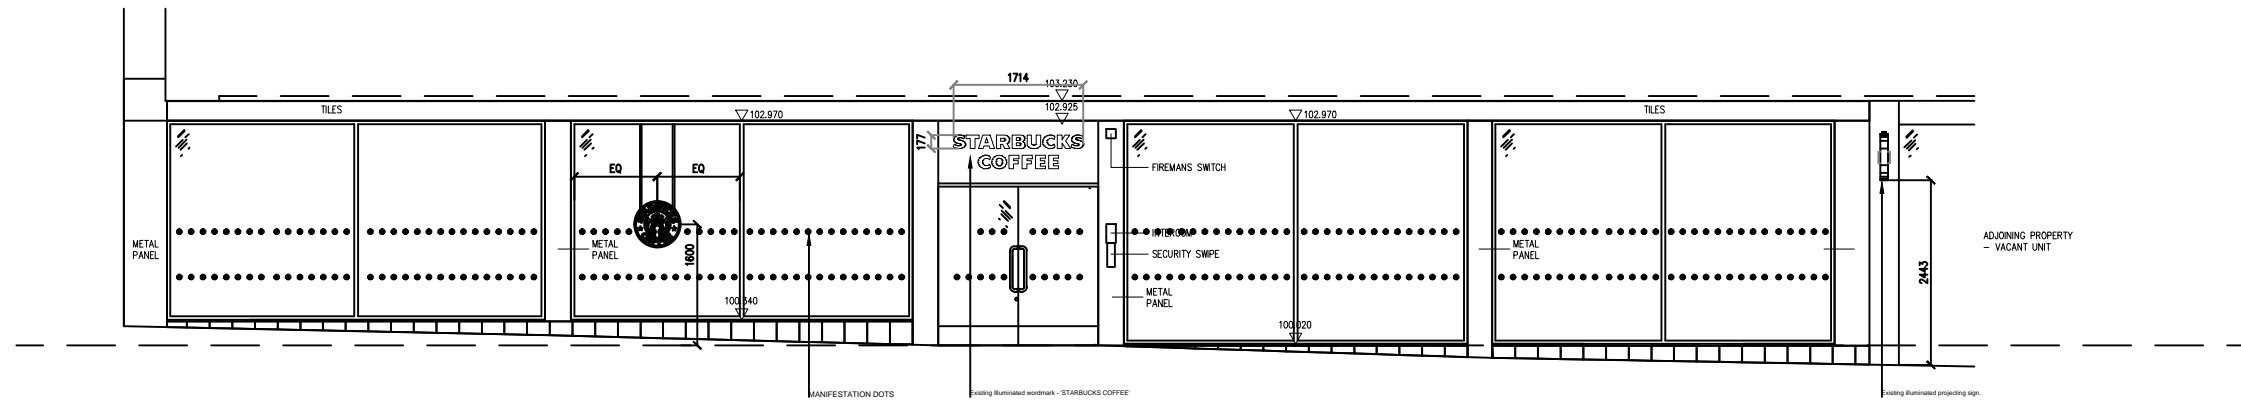 1714
103.230
102.925
TILES
102.970
102.970
TILES
177
STARBUCKS
COFFEE
FIREMANS SWITCH
EQ
EQ
INTERCOM
SECURITY SWIPE
METAL
PANEL
METAL
PANEL
1600
METAL
PANEL
ADJOINING PROPERTY
– VACANT UNIT
2443
METAL
PANEL
100.340
100.020
MANIFESTATION DOTS
Existing Illuminated wordmark - 'STARBUCKS COFFEE'
Existing illuminated projecting sign.